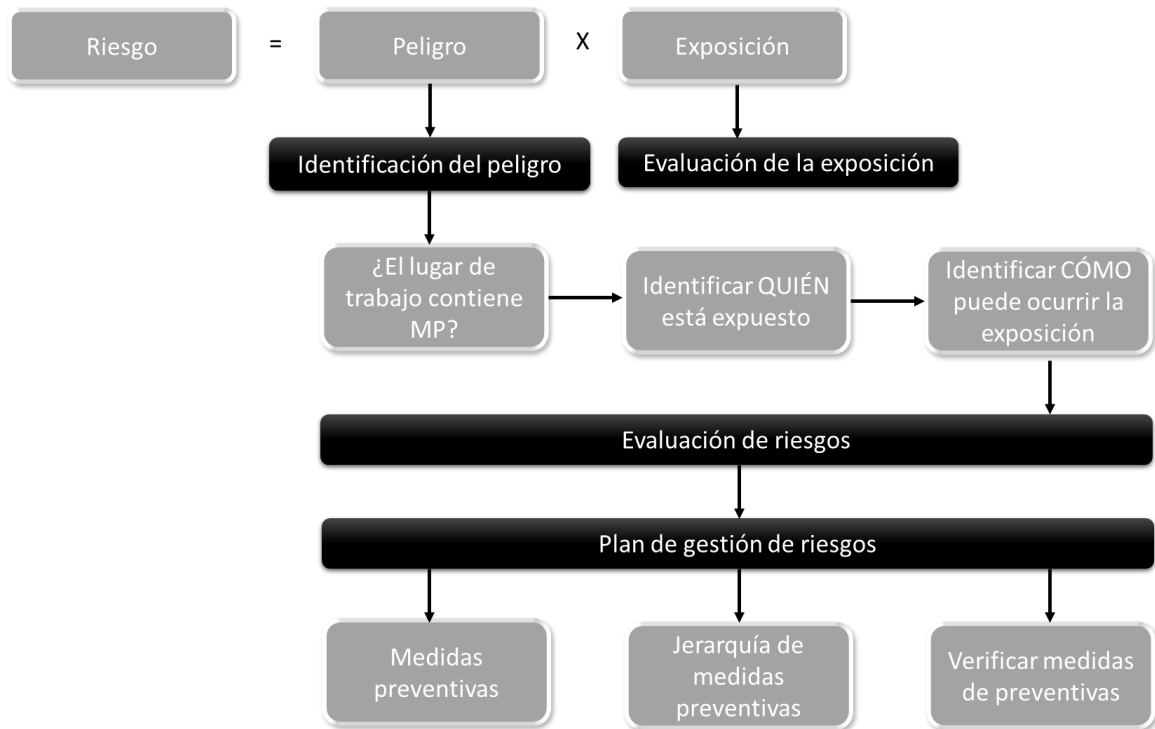 Riesgo = Peligro X Exposición
Identificación del peligro
Evaluación de la exposición
¿El lugar de
trabajo contiene
MP?
Identificar QUIÉN
está expuesto
Identificar CÓMO
puede ocurrir la
exposición
Evaluación de riesgos
Plan de gestión de riesgos
Medidas
preventivas
Jerarquía de
medidas
preventivas
Verificar medidas
de preventivas